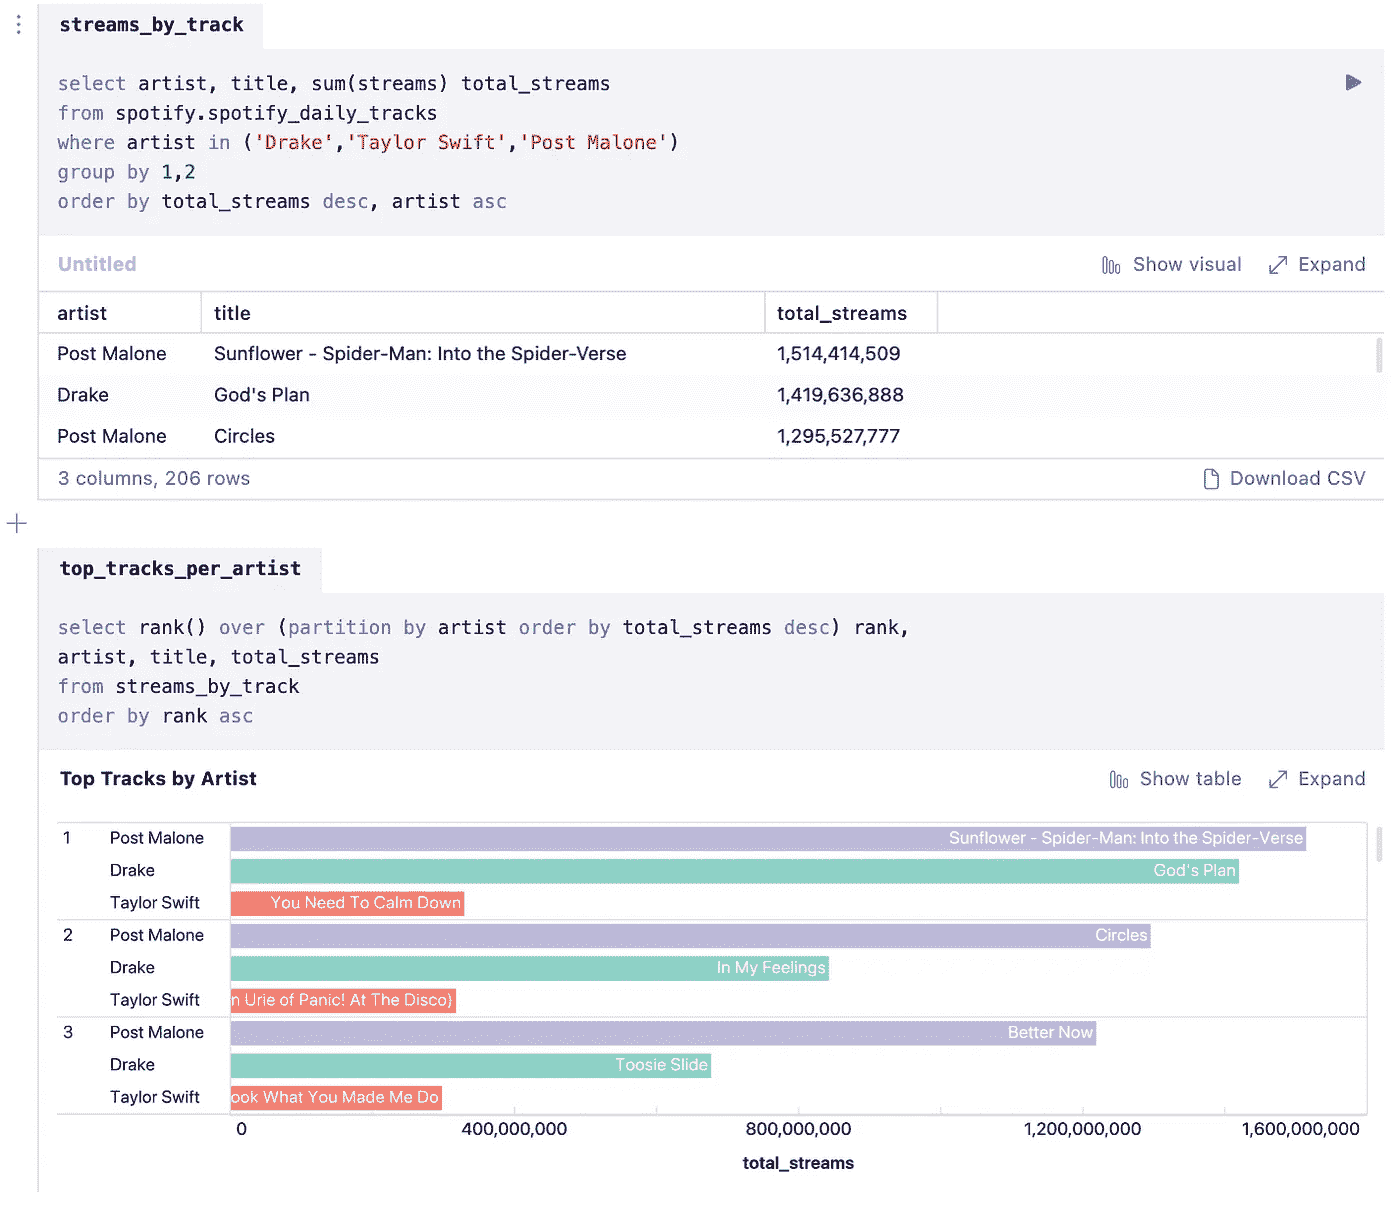 streams_by_track
select artist, title, sum(streams) total_streams
from spotify.spotify_daily_tracks
where artist in ('Drake','Taylor Swift','Post Malone')
group by 1,2
order by total_streams desc, artist asc
Untitled
Show visual
Expand
artist title total_streams
Post Malone Sunflower - Spider-Man: Into the Spider-Verse 1,514,414,509
Drake God's Plan 1,419,636,888
Post Malone Circles 1,295,527,777
3 columns, 206 rows
Download CSV
top_tracks_per_artist
select rank() over (partition by artist order by total_streams desc) rank,
artist, title, total_streams
from streams_by_track
order by rank asc
Top Tracks by Artist
Show table
Expand
1 Post Malone Sunflower - Spider-Man: Into the Spider-Verse
Drake God's Plan
Taylor Swift You Need To Calm Down
2 Post Malone Circles
Drake In My Feelings
Taylor Swift n Urie of Panic! At The Disco)
3 Post Malone Better Now
Drake Toosie Slide
Taylor Swift ook What You Made Me Do
0 400,000,000 800,000,000 1,200,000,000 1,600,000,000
total_streams